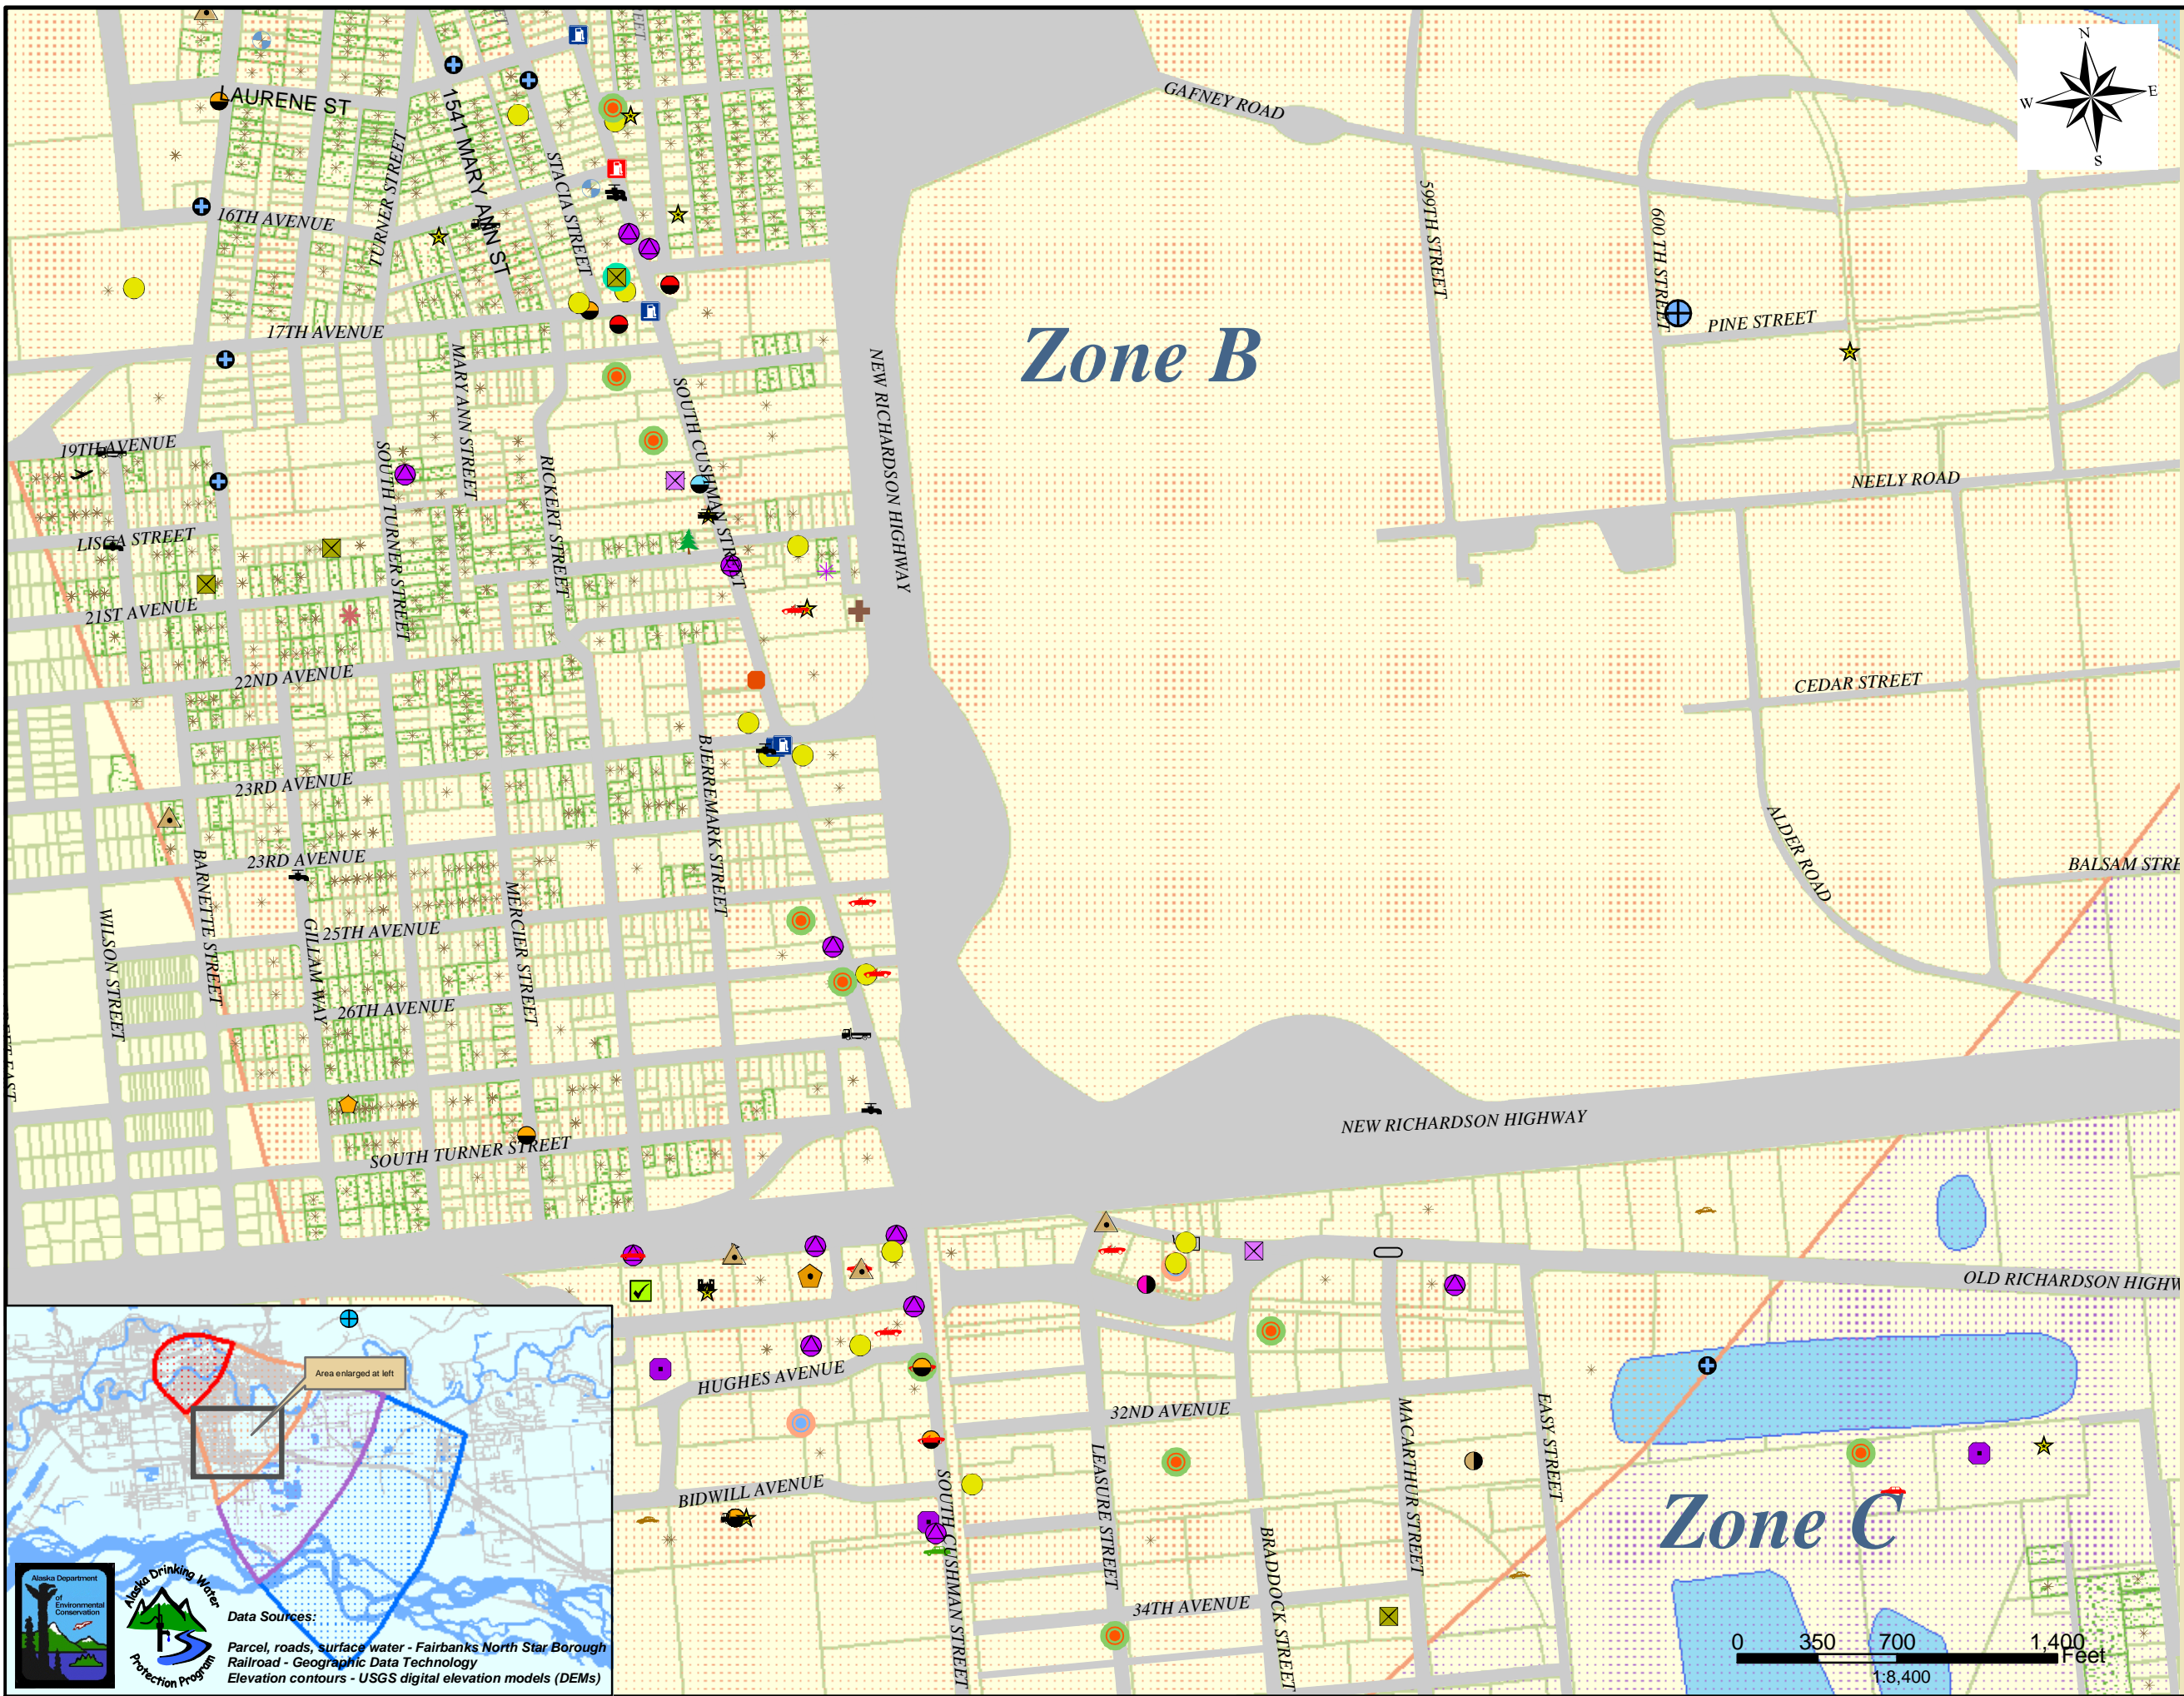 N
W E
S
GAFNEY ROAD
LAURENE ST
1541 MARY ANN ST
TURNER STREET
STACIA STREET
16TH AVENUE
599TH STREET
600 TH STREET
PINE STREET
17TH AVENUE
Zone B
MARY ANN STREET
SOUTH CUSHMAN STREET
NEW RICHARDSON HIGHWAY
19TH AVENUE
SOUTH TURNER STREET
RICKERT STREET
NEELY ROAD
LISGA STREET
21ST AVENUE
22ND AVENUE
CEDAR STREET
BJERREMARK STREET
23RD AVENUE
ALDER ROAD
23RD AVENUE
BALSAM STRE
BARNETTE STREET
MERCIER STREET
WILSON STREET
GILLAM WAY
25TH AVENUE
26TH AVENUE
SOUTH TURNER STREET
NEW RICHARDSON HIGHWAY
OLD RICHARDSON HIGHW
HUGHES AVENUE
32ND AVENUE
MACARTHUR STREET
EASY STREET
LEASURE STREET
BIDWILL AVENUE
SOUTH CUSHMAN STREET
BRADDOCK STREET
Zone C
34TH AVENUE
0 350 700 1,400
Feet
1:8,400
Area enlarged at left
Alaska Department
of
Environmental
Conservation
Alaska Drinking Water
Protection Program
Data Sources:
Parcel, roads, surface water - Fairbanks North Star Borough
Railroad - Geographic Data Technology
Elevation contours - USGS digital elevation models (DEMs)